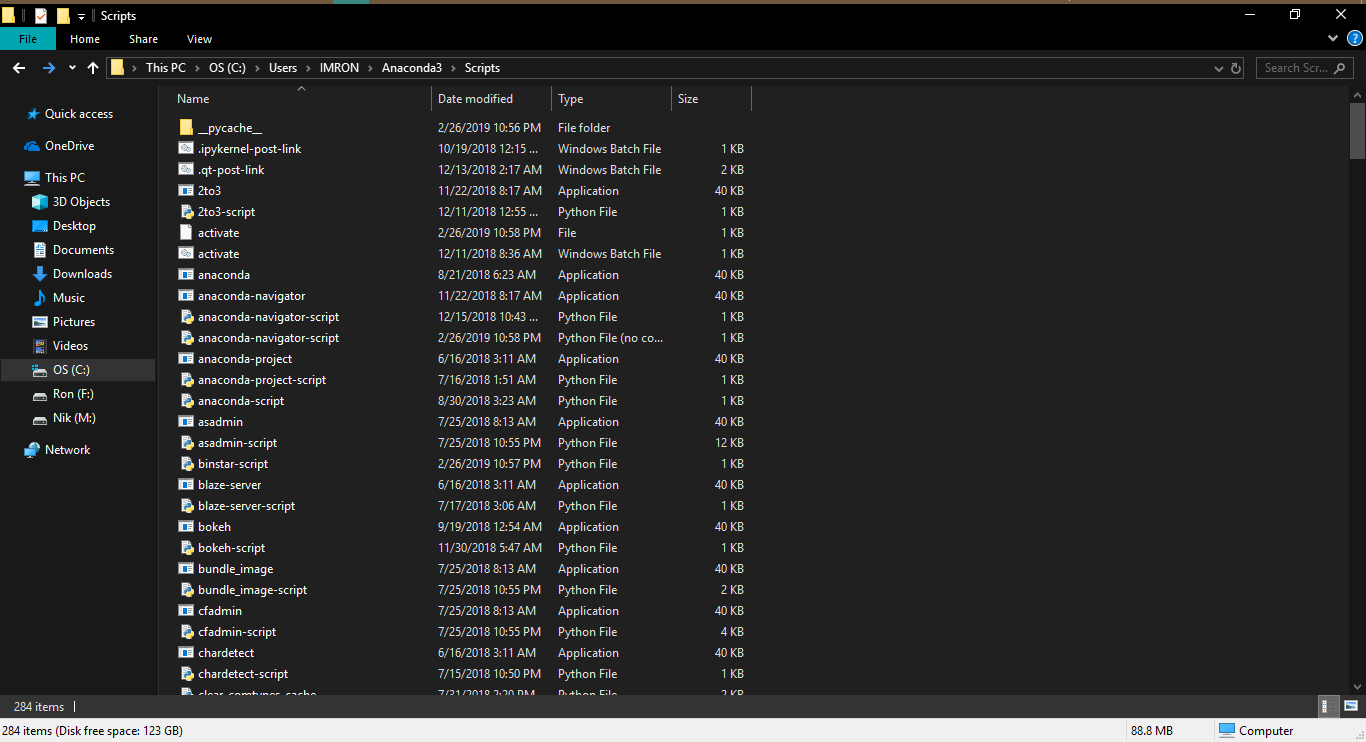 Scripts
File Home Share View
This PC OS (C:) Users IMRON Anaconda3 Scripts
Search Scr...
Quick access
OneDrive
This PC
3D Objects
Desktop
Documents
Downloads
Music
Pictures
Videos
OS (C:)
Ron (F:)
Nik (M:)
Network
Name Date modified Type Size
__pycache__ 2/26/2019 10:56 PM File folder
.ipykernel-post-link 10/19/2018 12:15 ... Windows Batch File 1 KB
.qt-post-link 12/13/2018 2:17 AM Windows Batch File 2 KB
2to3 11/22/2018 8:17 AM Application 40 KB
2to3-script 12/11/2018 12:55 ... Python File 1 KB
activate 2/26/2019 10:58 PM File 1 KB
activate 12/11/2018 8:36 AM Windows Batch File 1 KB
anaconda 8/21/2018 6:23 AM Application 40 KB
anaconda-navigator 11/22/2018 8:17 AM Application 40 KB
anaconda-navigator-script 12/15/2018 10:43 ... Python File 1 KB
anaconda-navigator-script 2/26/2019 10:58 PM Python File (no co... 1 KB
anaconda-project 6/16/2018 3:11 AM Application 40 KB
anaconda-project-script 7/16/2018 1:51 AM Python File 1 KB
anaconda-script 8/30/2018 3:23 AM Python File 1 KB
asadmin 7/25/2018 8:13 AM Application 40 KB
asadmin-script 7/25/2018 10:55 PM Python File 12 KB
binstar-script 2/26/2019 10:57 PM Python File 1 KB
blaze-server 6/16/2018 3:11 AM Application 40 KB
blaze-server-script 7/17/2018 3:06 AM Python File 1 KB
bokeh 9/19/2018 12:54 AM Application 40 KB
bokeh-script 11/30/2018 5:47 AM Python File 1 KB
bundle_image 7/25/2018 8:13 AM Application 40 KB
bundle_image-script 7/25/2018 10:55 PM Python File 2 KB
cfadmin 7/25/2018 8:13 AM Application 40 KB
cfadmin-script 7/25/2018 10:55 PM Python File 4 KB
chardetect 6/16/2018 3:11 AM Application 40 KB
chardetect-script 7/15/2018 10:50 PM Python File 1 KB
clear_comtypes_cache 7/31/2018 2:20 PM Python File 2 KB
284 items
284 items (Disk free space: 123 GB) 88.8 MB Computer